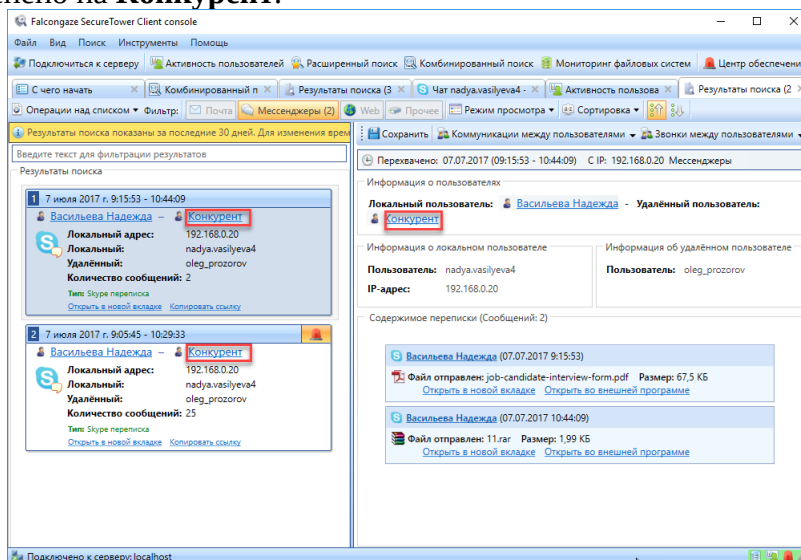 нено на Конкурент.
Falcongaze SecureTower Client console
Файл Вид Поиск Инструменты Помощь
Подключиться к серверу Активность пользователей Расширенный поиск Комбинированный поиск Мониторинг файловых систем Центр обеспечени
С чего начать Комбинированный п Результаты поиска (3 Чат nadya.vasilyeva4 - Активность пользова Результаты поиска (2
Операции над списком Фильтр: Почта Мессенджеры (2) Web Прочее Режим просмотра Сортировка
Результаты поиска показаны за последние 30 дней. Для изменения врем
Введите текст для фильтрации результатов
Результаты поиска
1 7 июля 2017 г. 9:15:53 - 10:44:09
Васильева Надежда – Конкурент
Локальный адрес: 192.168.0.20
Локальный: nadya.vasilyeva4
Удалённый: oleg_prozorov
Количество сообщений: 2
Тип: Skype переписка
Открыть в новой вкладке Копировать ссылку
2 7 июля 2017 г. 9:05:45 - 10:29:33
Васильева Надежда – Конкурент
Локальный адрес: 192.168.0.20
Локальный: nadya.vasilyeva4
Удалённый: oleg_prozorov
Количество сообщений: 25
Тип: Skype переписка
Открыть в новой вкладке Копировать ссылку
Сохранить Коммуникации между пользователями Звонки между пользователями
Перехвачено: 07.07.2017 (09:15:53 - 10:44:09) С IP: 192.168.0.20 Мессенджеры
Информация о пользователях
Локальный пользователь: Васильева Надежда - Удалённый пользователь:
Конкурент
Информация о локальном пользователе
Пользователь: nadya.vasilyeva4
IP-адрес: 192.168.0.20
Информация об удалённом пользователе
Пользователь: oleg_prozorov
Содержимое переписки (Сообщений: 2)
Васильева Надежда (07.07.2017 9:15:53)
Файл отправлен: job-candidate-interview-form.pdf Размер: 67,5 КБ
Открыть в новой вкладке Открыть во внешней программе
Васильева Надежда (07.07.2017 10:44:09)
Файл отправлен: 11.rar Размер: 1,99 КБ
Открыть в новой вкладке Открыть во внешней программе
Подключено к серверу: localhost